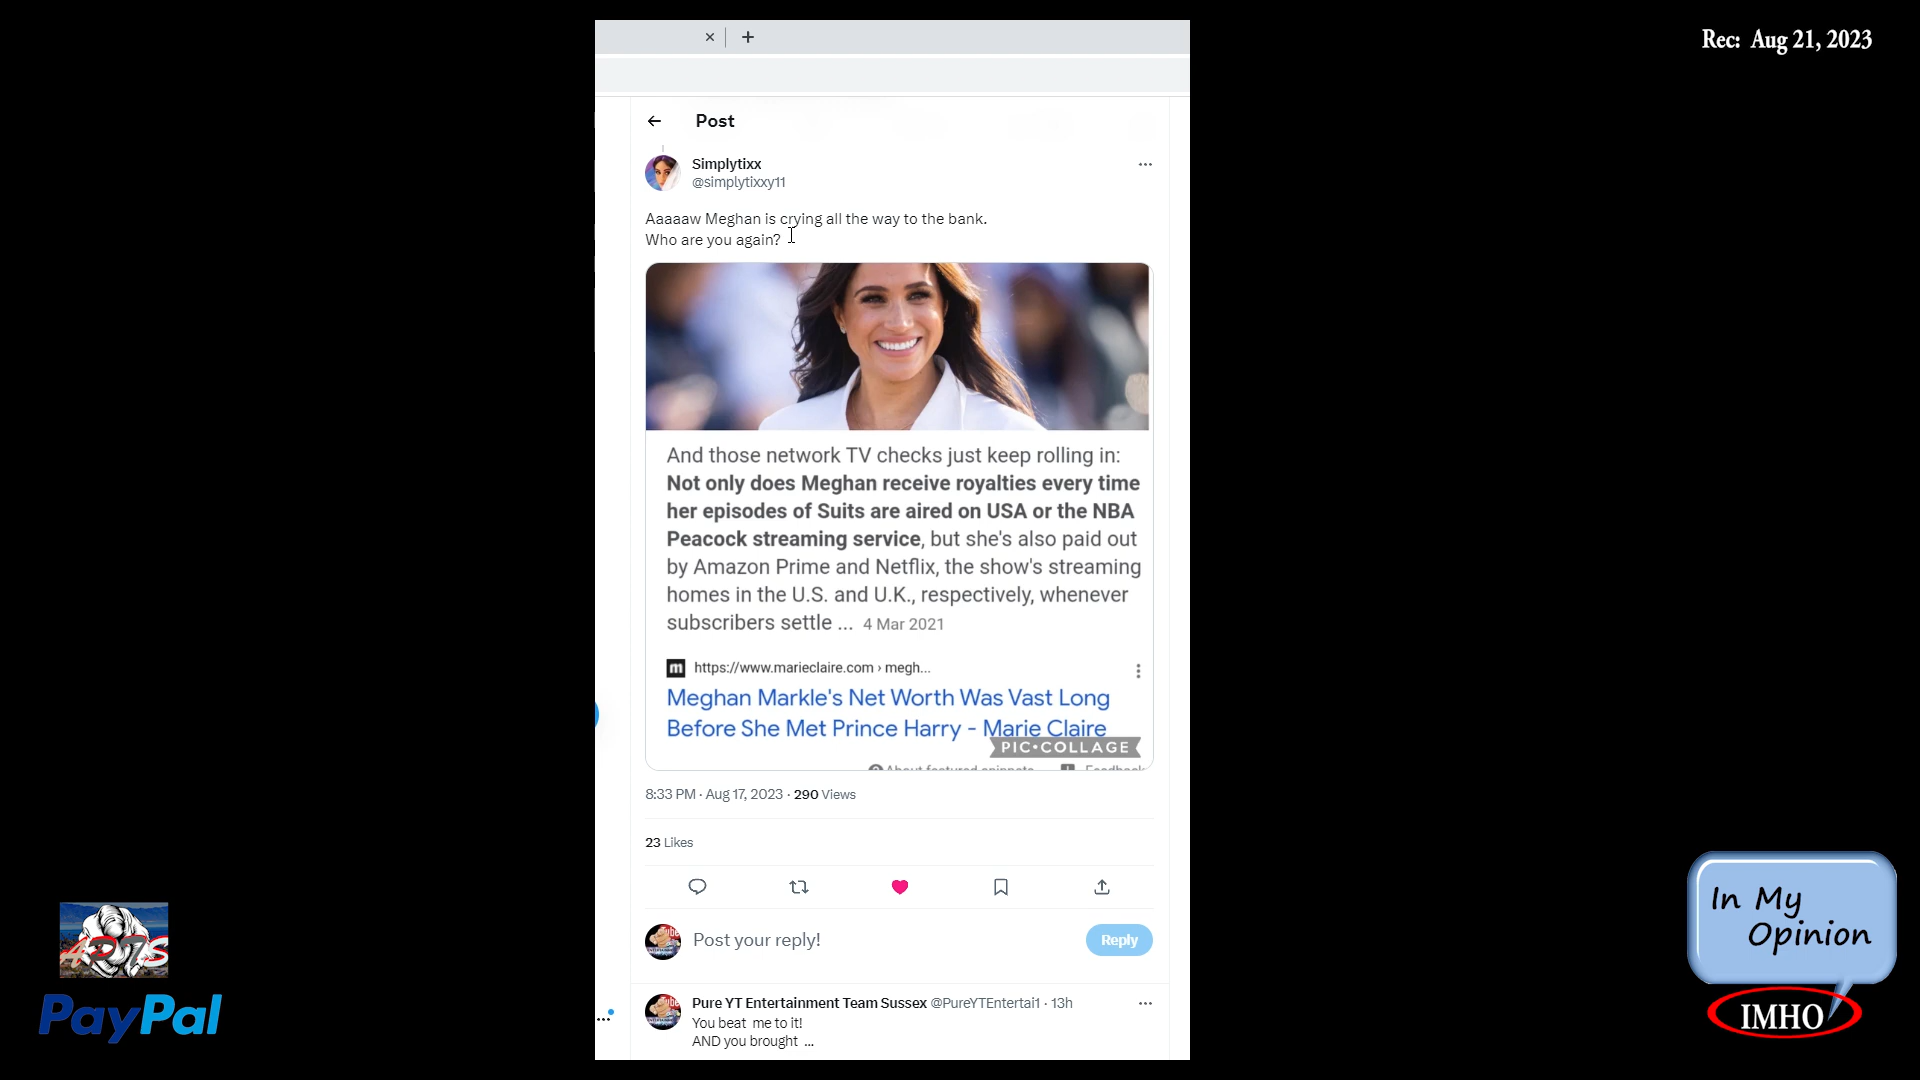 Rec: Aug 21, 2023
Post
Simplytixx
@simplytixxy11
Aaaaaw Meghan is crying all the way to the bank.
Who are you again?
And those network TV checks just keep rolling in:
Not only does Meghan receive royalties every time
her episodes of Suits are aired on USA or the NBA
Peacock streaming service, but she's also paid out
by Amazon Prime and Netflix, the show's streaming
homes in the U.S. and U.K., respectively, whenever
subscribers settle ... 4 Mar 2021
m https://www.marieclaire.com › megh...
Meghan Markle's Net Worth Was Vast Long
Before She Met Prince Harry - Marie Claire
PIC•COLLAGE
About featured snippets Feedback
8:33 PM · Aug 17, 2023 · 290 Views
23 Likes
Post your reply!
Reply
Pure YT Entertainment Team Sussex @PureYTEntertai1 · 13h
You beat me to it!
AND you brought ...
PayPal
In My
Opinion
IMHO